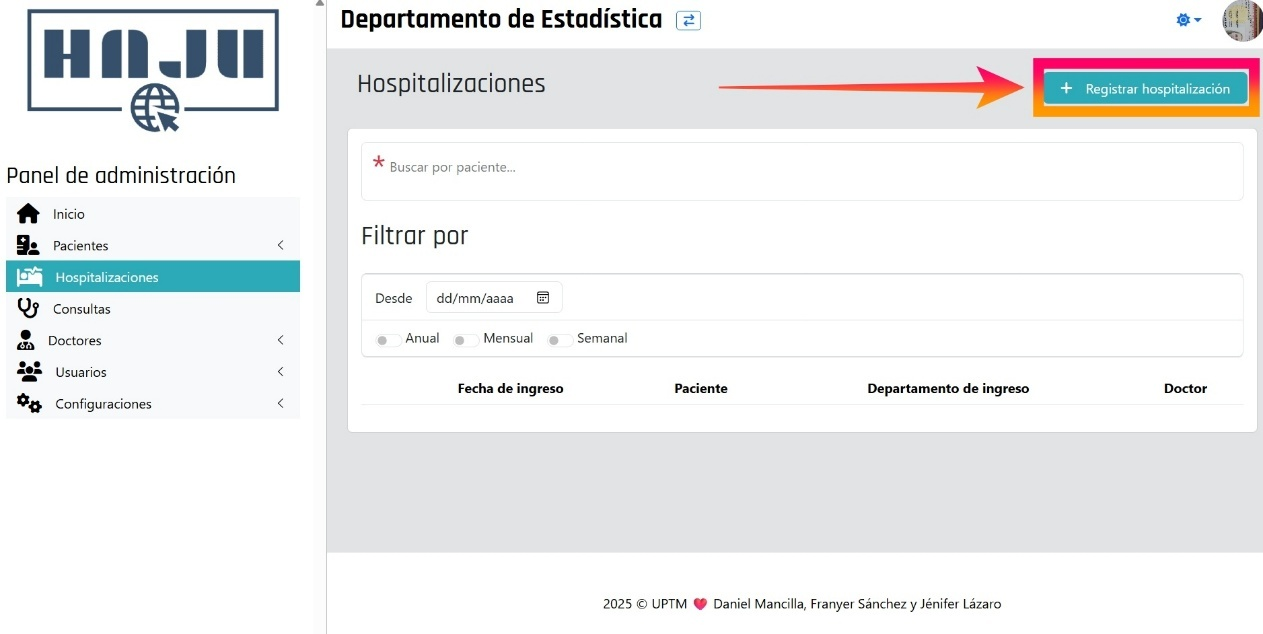 HNJU
Departamento de Estadística
Hospitalizaciones
+ Registrar hospitalización
* Buscar por paciente...
Panel de administración
Inicio
Pacientes
Hospitalizaciones
Consultas
Doctores
Usuarios
Configuraciones
Filtrar por
Desde dd/mm/aaaa
Anual Mensual Semanal
Fecha de ingreso Paciente Departamento de ingreso Doctor
2025 © UPTM ❤ Daniel Mancilla, Franyer Sánchez y Jénifer Lázaro